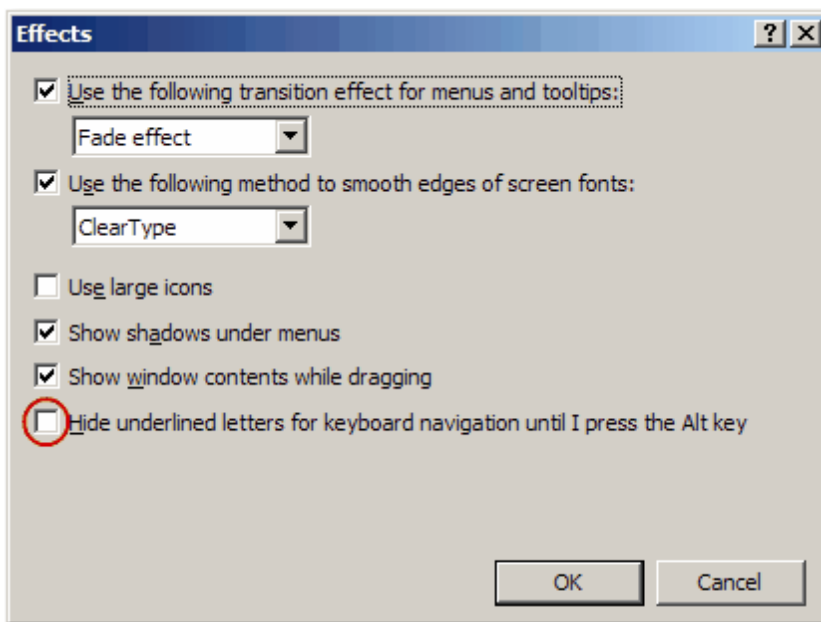 Effects
Use the following transition effect for menus and tooltips:
Fade effect
Use the following method to smooth edges of screen fonts:
ClearType
Use large icons
Show shadows under menus
Show window contents while dragging
Hide underlined letters for keyboard navigation until I press the Alt key
OK Cancel